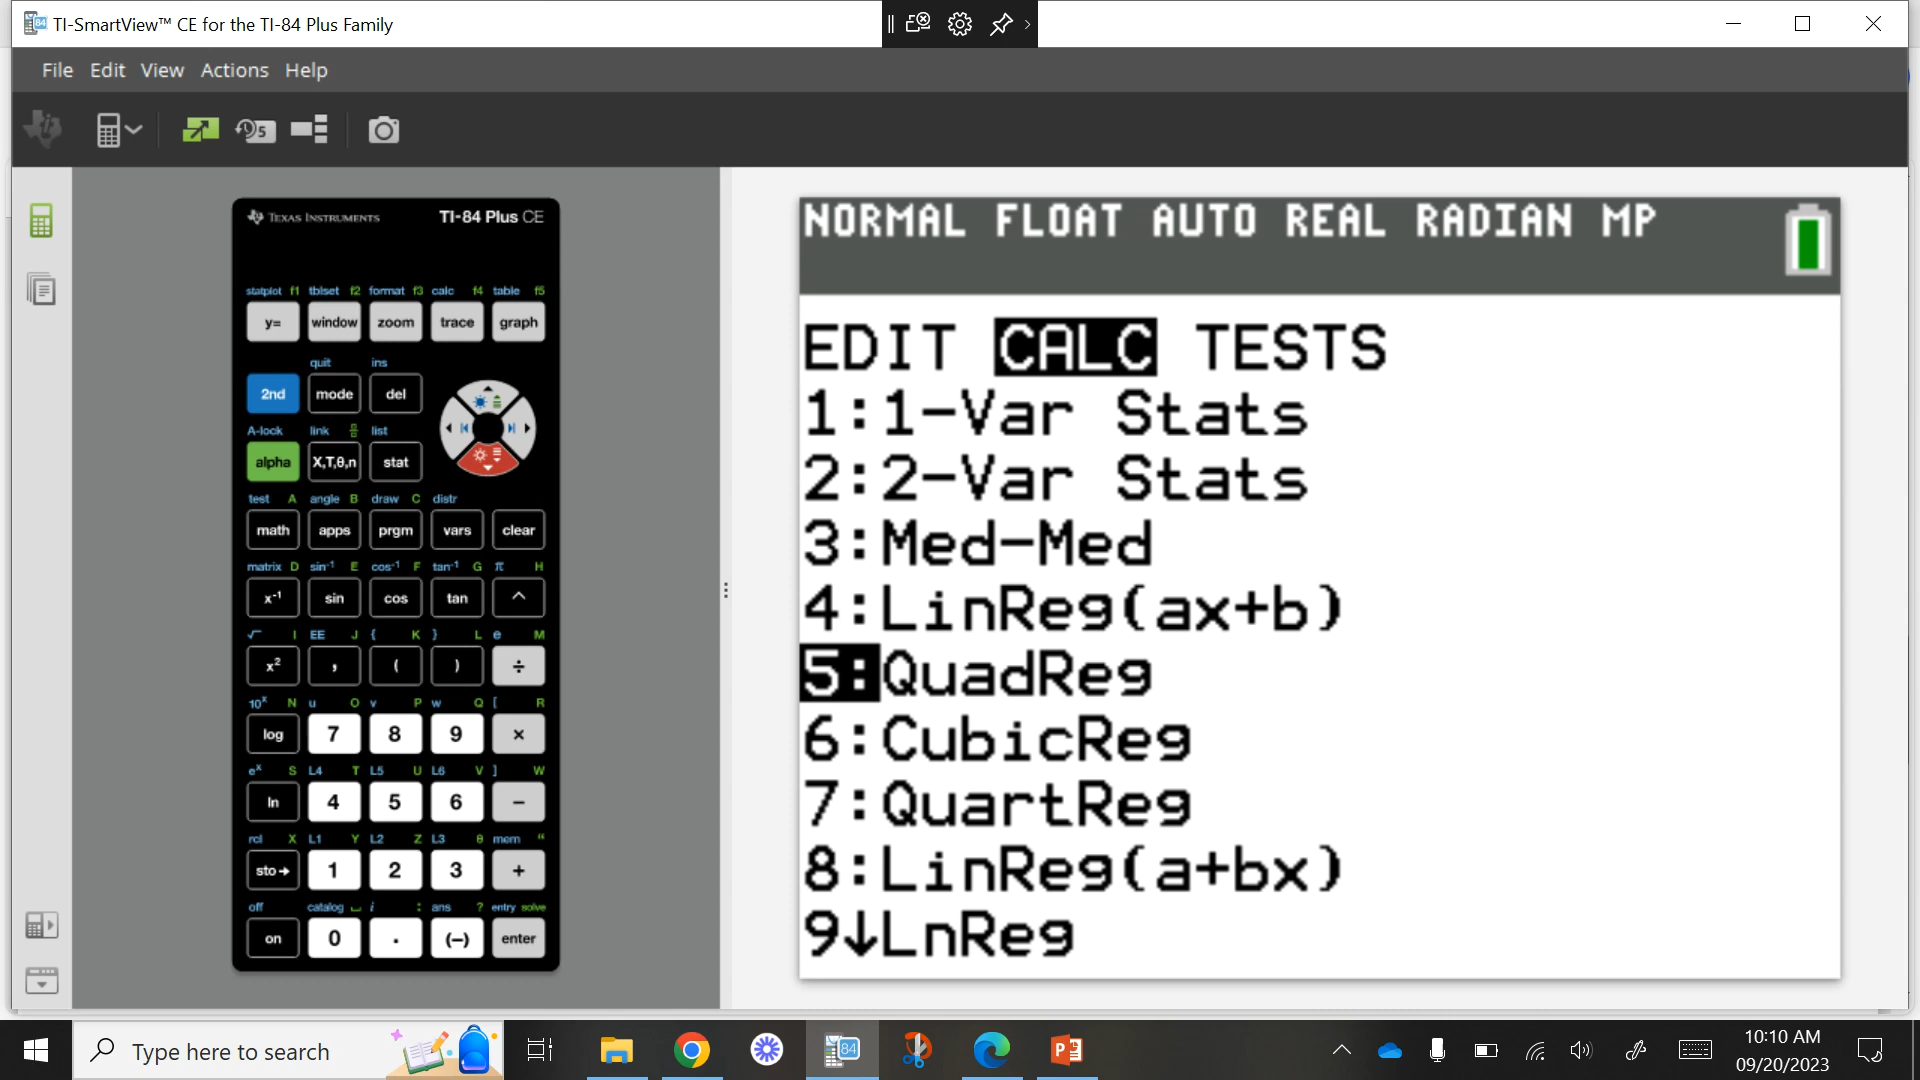 TI-SmartView™ CE for the TI-84 Plus Family
File Edit View Actions Help
TEXAS INSTRUMENTS TI-84 Plus CE
statplot f1 tblset f2 format f3 calc f4 table f5
y= window zoom trace graph
quit ins
2nd mode del
A-lock link list
alpha X,T,θ,n stat
test A angle B draw C distr
math apps prgm vars clear
matrix D sin⁻¹ E cos⁻¹ F tan⁻¹ G π H
x⁻¹ sin cos tan ^
√ I EE J { K } L e M
x² , ( ) ÷
10ˣ N u O v P w Q [ R
log 7 8 9 ×
eˣ S L4 T L5 U L6 V ] W
ln 4 5 6 −
rcl X L1 Y L2 Z L3 θ mem "
sto→ 1 2 3 +
off catalog ⎵ i : ans ? entry solve
on 0 . (−) enter
NORMAL FLOAT AUTO REAL RADIAN MP
EDIT CALC TESTS
1:1-Var Stats
2:2-Var Stats
3:Med-Med
4:LinReg(ax+b)
5:QuadReg
6:CubicReg
7:QuartReg
8:LinReg(a+bx)
9↓LnReg
Type here to search
84
10:10 AM
09/20/2023